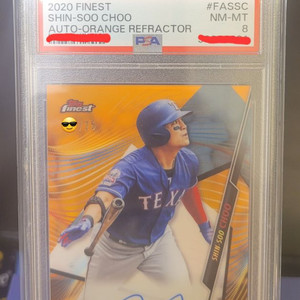 2020 FINEST #FASSC
SHIN-SOO CHOO NM-MT
AUTO-ORANGE REFRACTOR PSA 8
finest
TEXAS
SHIN-SOO CHOO